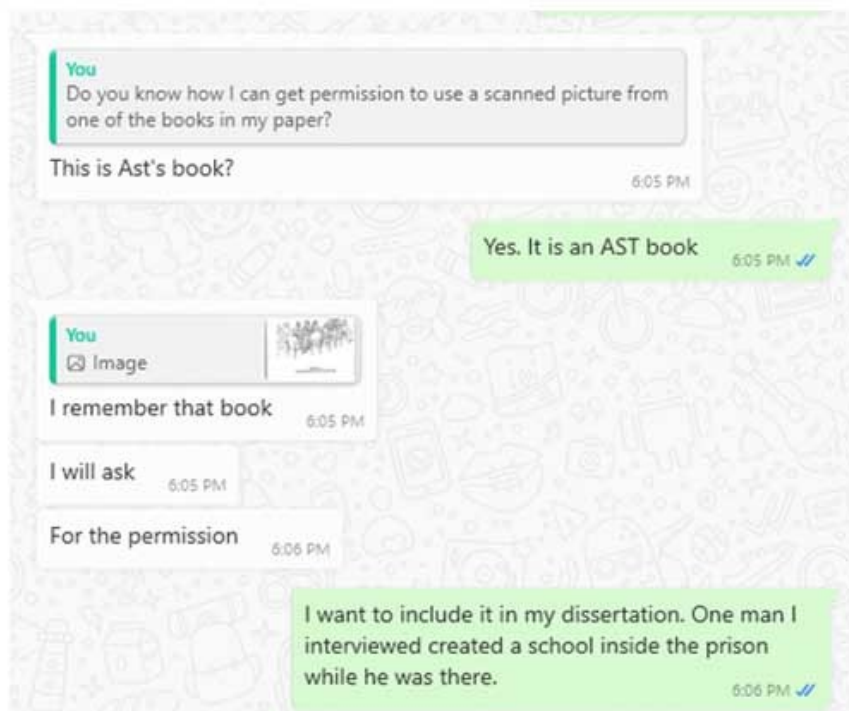 You
Do you know how I can get permission to use a scanned picture from
one of the books in my paper?
This is Ast's book?
6:05 PM
Yes. It is an AST book
6:05 PM
You
Image
I remember that book
6:05 PM
I will ask
6:05 PM
For the permission
6:06 PM
I want to include it in my dissertation. One man I
interviewed created a school inside the prison
while he was there.
6:06 PM